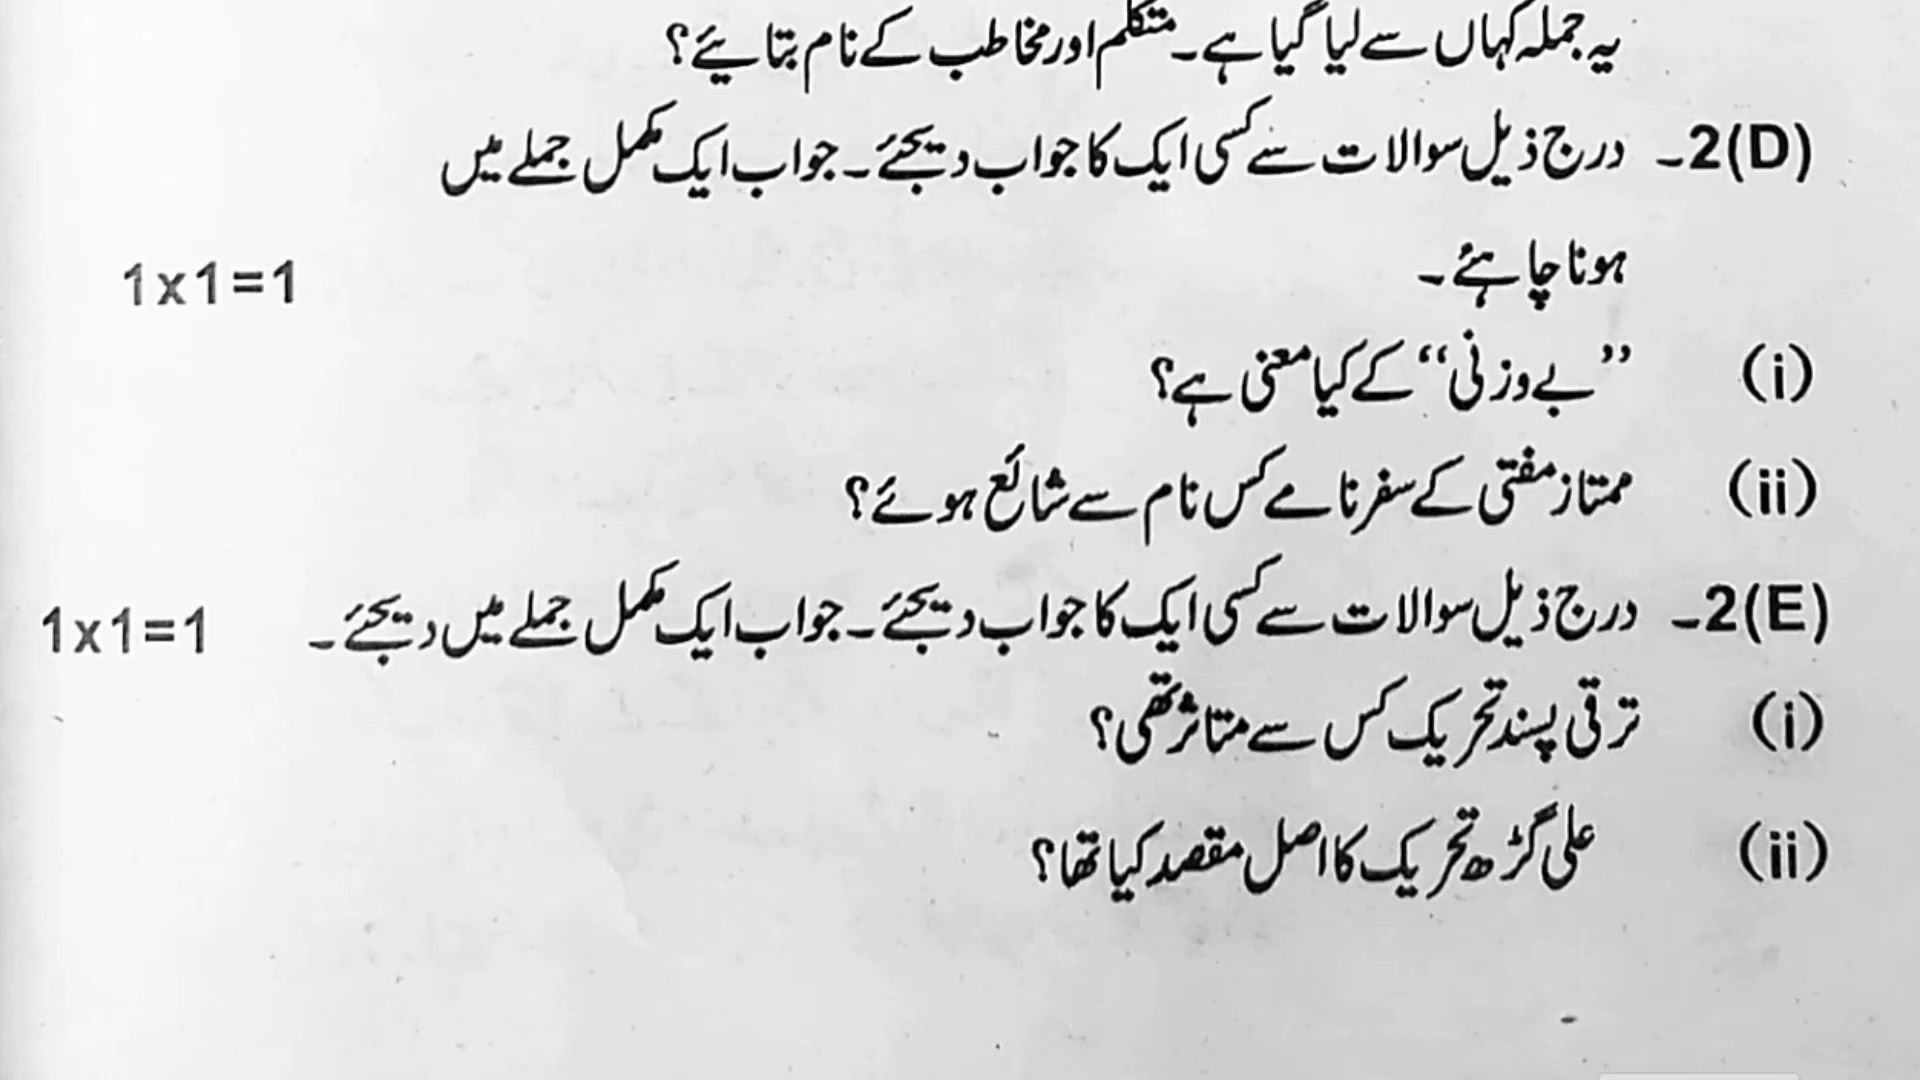 یہ جملہ کہاں سے لیا گیا ہے۔ متکلم اور مخاطب کے نام بتایئے؟
2(D)۔ درج ذیل سوالات سے کسی ایک کا جواب دیجئے۔ جواب ایک مکمل جملے میں
ہونا چاہئے۔ 1x1=1
(i) ”بے وزنی“ کے کیا معنی ہے؟
(ii) ممتاز مفتی کے سفرنامے کس نام سے شائع ہوئے؟
2(E)۔ درج ذیل سوالات سے کسی ایک کا جواب دیجئے۔ جواب ایک مکمل جملے میں دیجئے۔ 1x1=1
(i) ترقی پسند تحریک کس سے متاثر تھی؟
(ii) علی گڑھ تحریک کا اصل مقصد کیا تھا؟